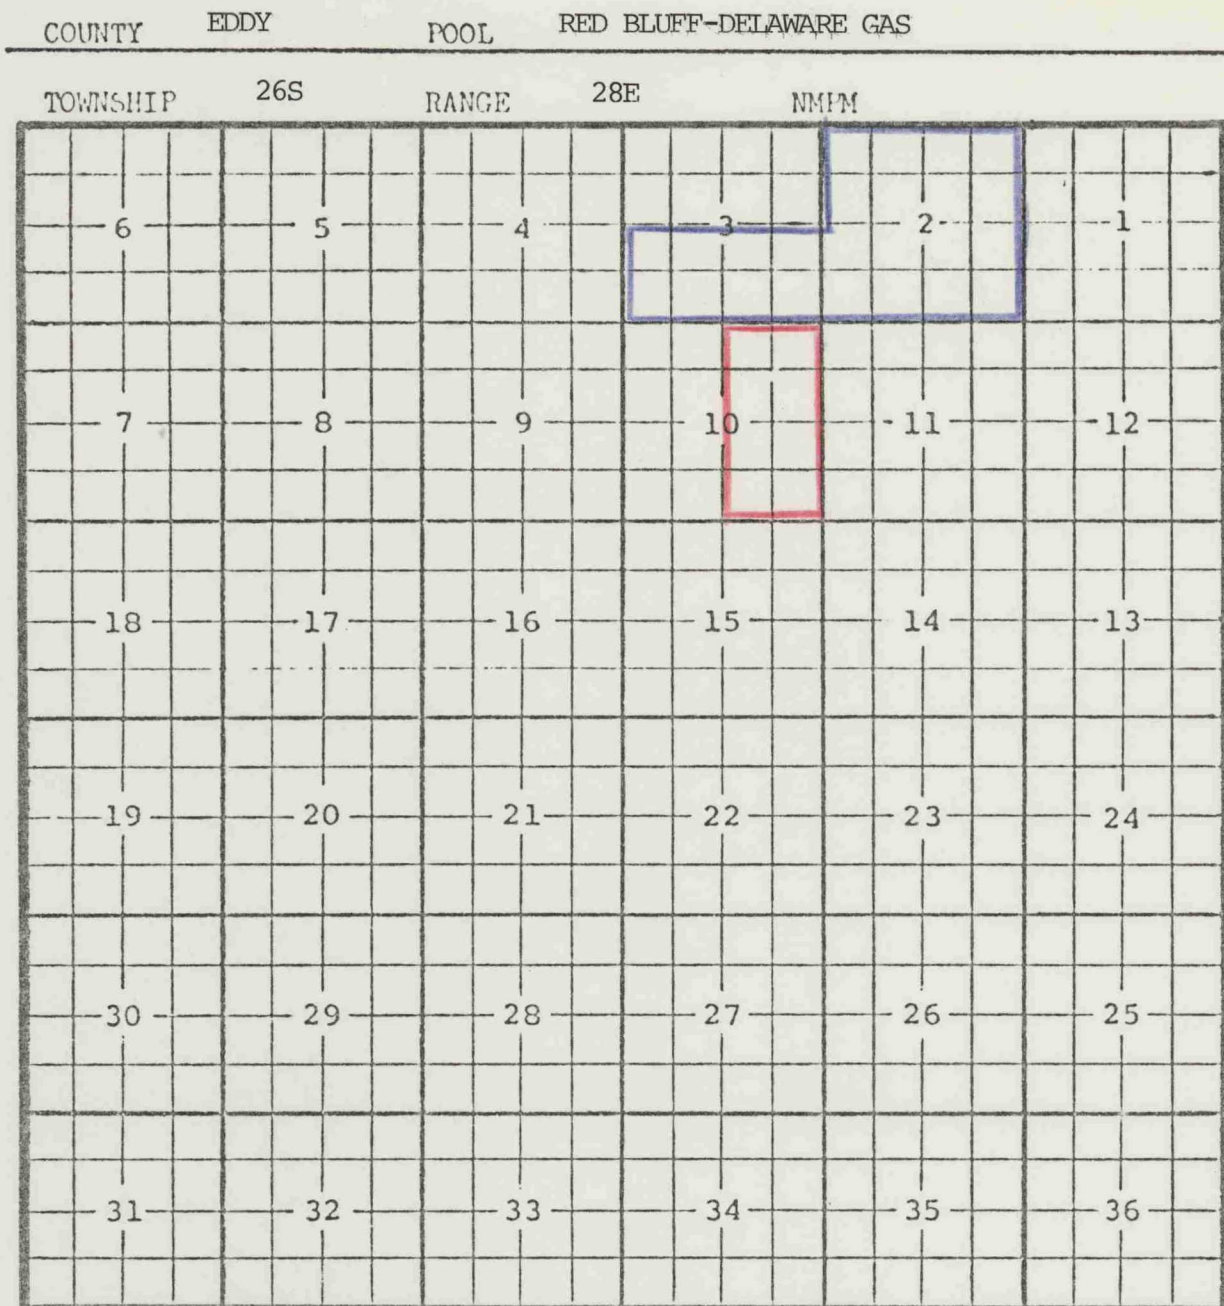 COUNTY EDDY POOL RED BLUFF-DELAWARE GAS
TOWNSHIP 26S RANGE 28E NMPM
6 5 4 3 2 1
7 8 9 10 11 12
18 17 16 15 14 13
19 20 21 22 23 24
30 29 28 27 26 25
31 32 33 34 35 36